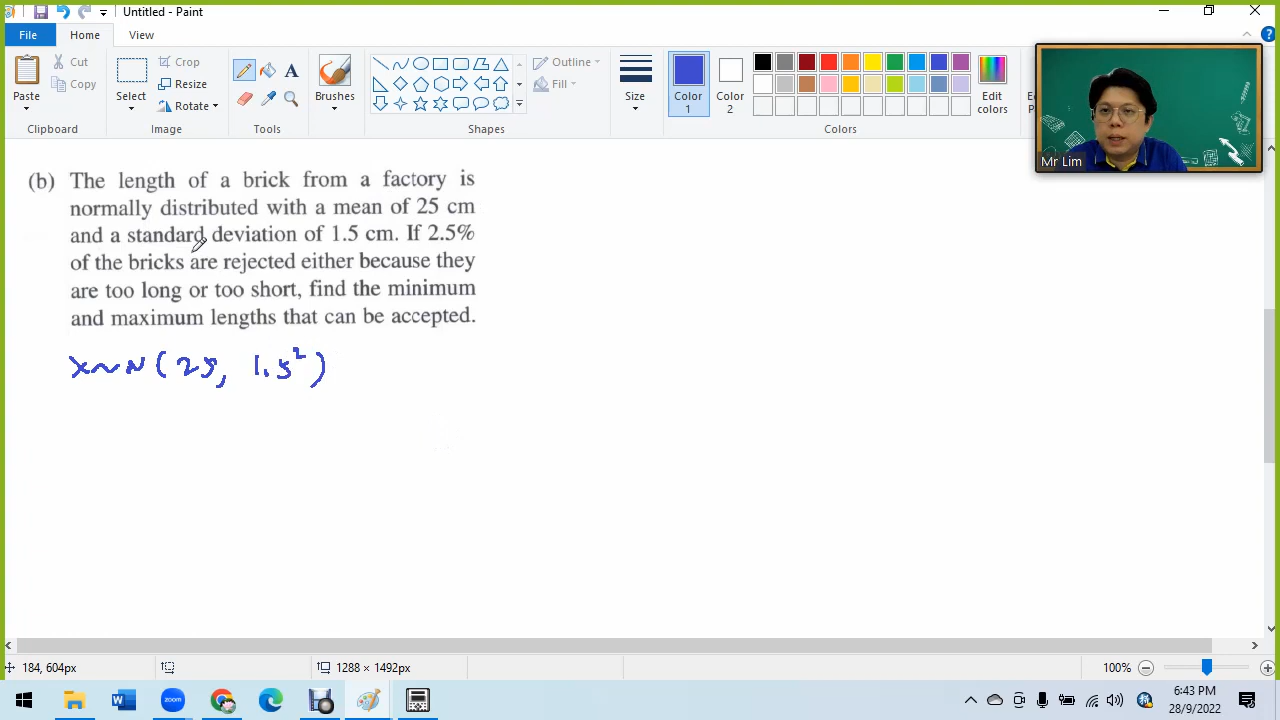 Untitled - Paint
File Home View
Paste
Cut
Copy
Clipboard
Select
Crop
Resize
Rotate
Image
Tools
Brushes
Outline
Fill
Shapes
Size
Color 1
Color 2
Edit colors
Colors
Mr Lim
(b) The length of a brick from a factory is
normally distributed with a mean of 25 cm
and a standard deviation of 1.5 cm. If 2.5%
of the bricks are rejected either because they
are too long or too short, find the minimum
and maximum lengths that can be accepted.
X~N(25, 1.5²)
184, 604px
1288 × 1492px
100%
zoom
6:43 PM
28/9/2022